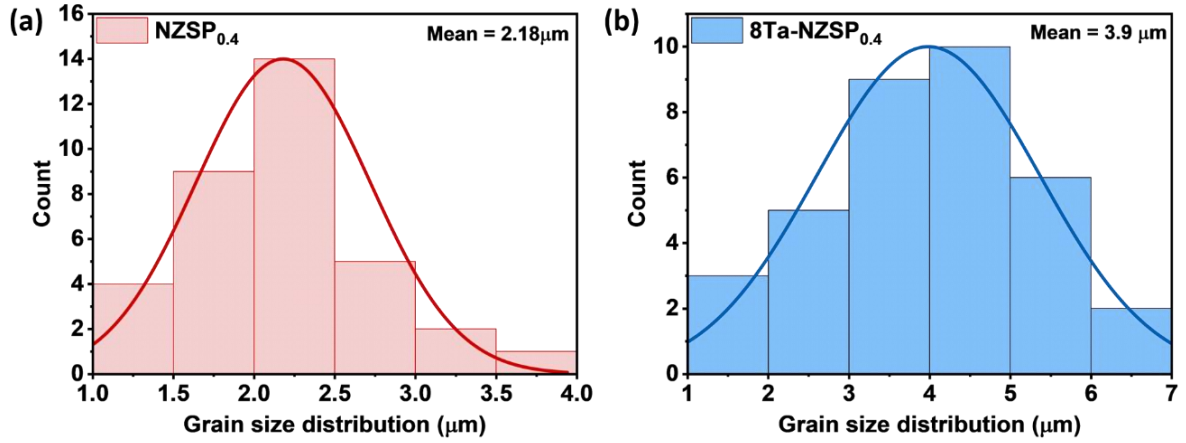 (a)
NZSP0.4
Mean = 2.18μm
16
14
12
10
8
6
4
2
0
Count
1.0 1.5 2.0 2.5 3.0 3.5 4.0
Grain size distribution (μm)
(b)
8Ta-NZSP0.4
Mean = 3.9 μm
10
8
6
4
2
0
Count
1 2 3 4 5 6 7
Grain size distribution (μm)